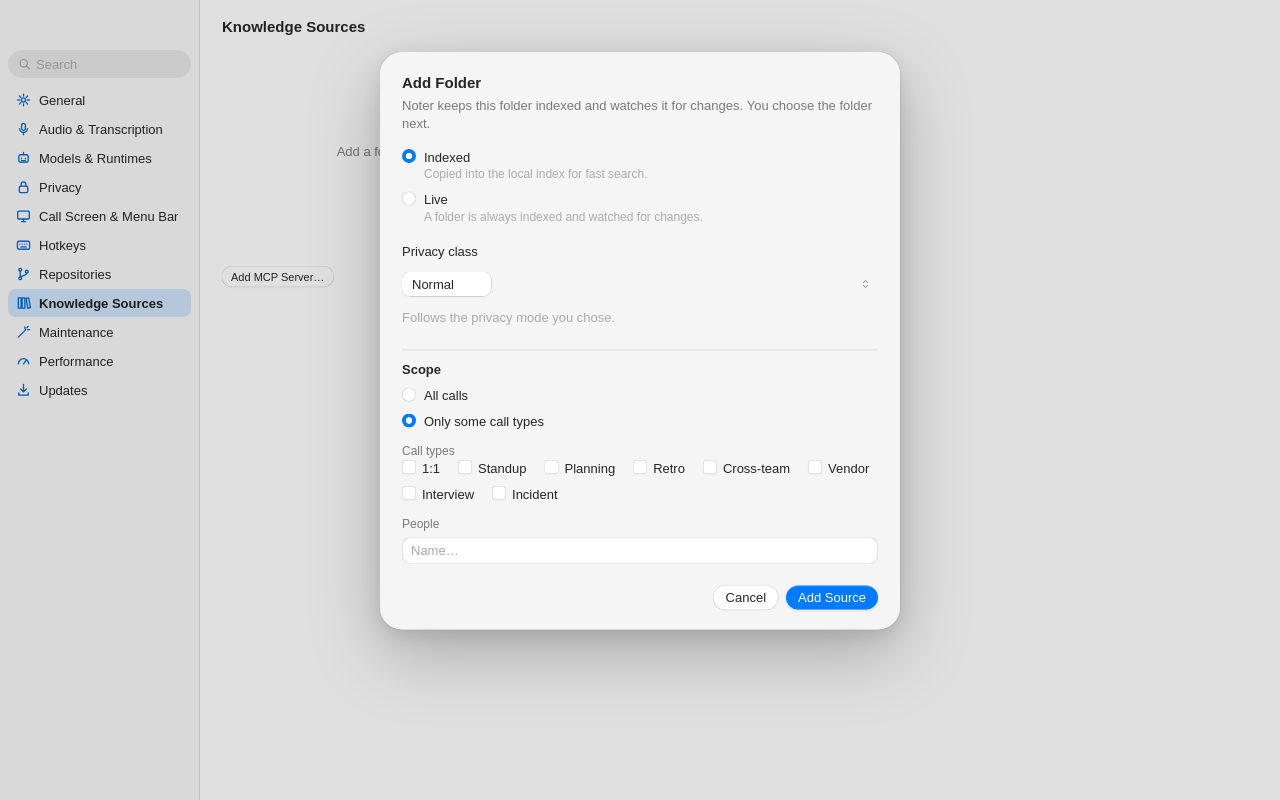 Knowledge Sources
Search
General
Audio & Transcription
Models & Runtimes
Privacy
Call Screen & Menu Bar
Hotkeys
Repositories
Knowledge Sources
Maintenance
Performance
Updates
Add a
Add MCP Server…
Add Folder
Noter keeps this folder indexed and watches it for changes. You choose the folder
next.
Indexed
Copied into the local index for fast search.
Live
A folder is always indexed and watched for changes.
Privacy class
Normal
Follows the privacy mode you chose.
Scope
All calls
Only some call types
Call types
1:1 Standup Planning Retro Cross-team Vendor
Interview Incident
People
Name…
Cancel Add Source